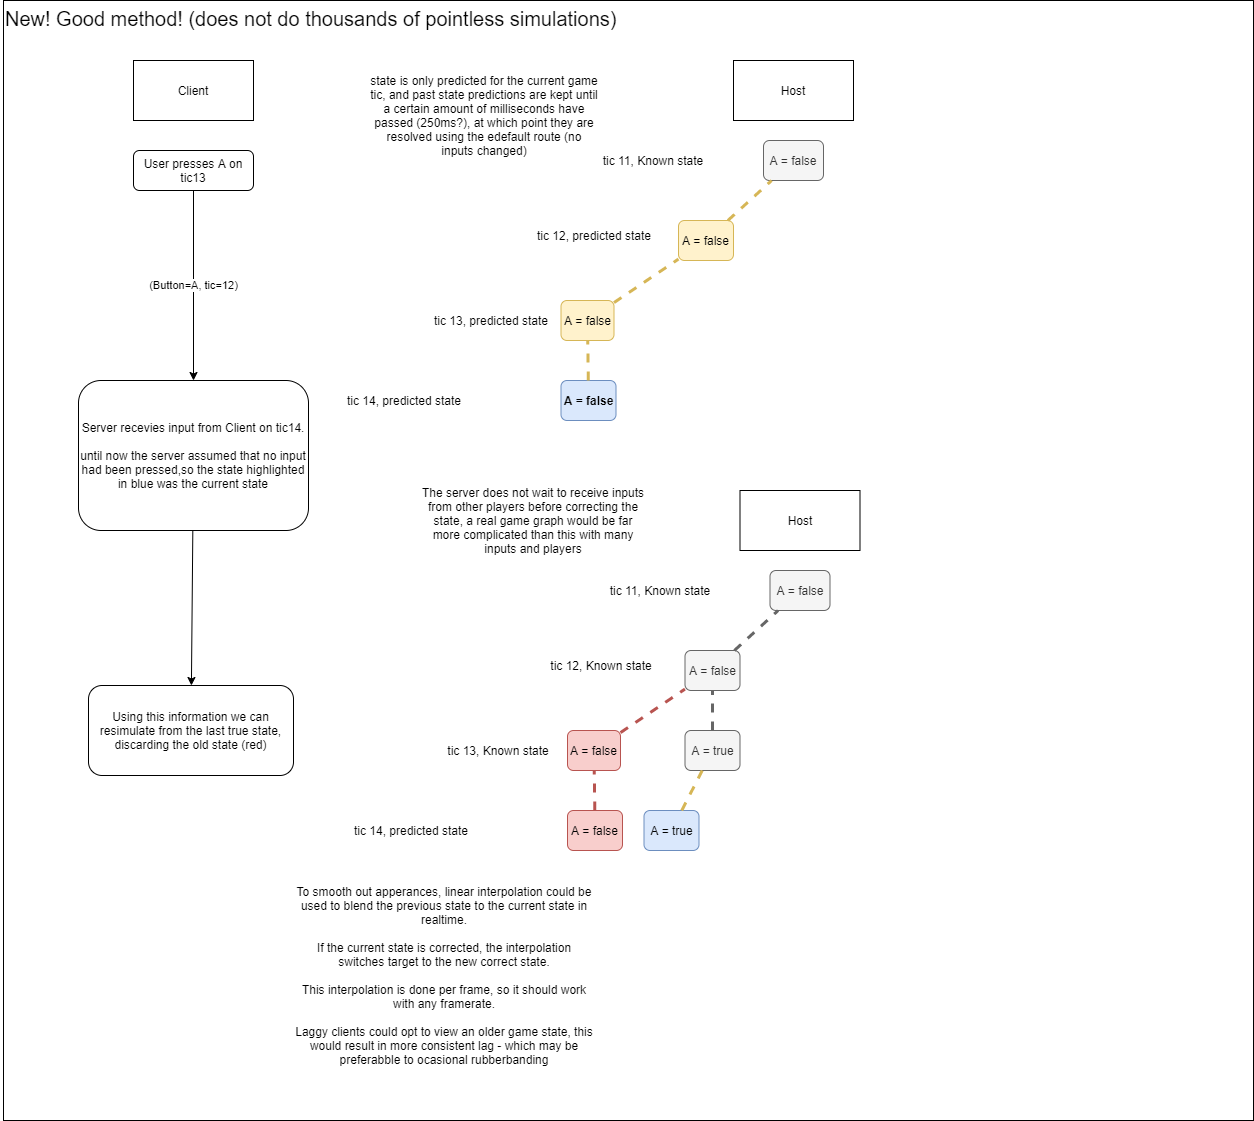 New! Good method! (does not do thousands of pointless simulations)
Client
User presses A on
tic13
(Button=A, tic=12)
Server recevies input from Client on tic14.
until now the server assumed that no input
had been pressed,so the state highlighted
in blue was the current state
Using this information we can
resimulate from the last true state,
discarding the old state (red)
state is only predicted for the current game
tic, and past state predictions are kept until
a certain amount of milliseconds have
passed (250ms?), at which point they are
resolved using the edefault route (no
inputs changed)
Host
tic 11, Known state
A = false
tic 12, predicted state
A = false
tic 13, predicted state
A = false
tic 14, predicted state
A = false
The server does not wait to receive inputs
from other players before correcting the
state, a real game graph would be far
more complicated than this with many
inputs and players
Host
tic 11, Known state
A = false
tic 12, Known state
A = false
tic 13, Known state
A = false
A = true
tic 14, predicted state
A = false
A = true
To smooth out apperances, linear interpolation could be
used to blend the previous state to the current state in
realtime.
If the current state is corrected, the interpolation
switches target to the new correct state.
This interpolation is done per frame, so it should work
with any framerate.
Laggy clients could opt to view an older game state, this
would result in more consistent lag - which may be
preferabble to ocasional rubberbanding